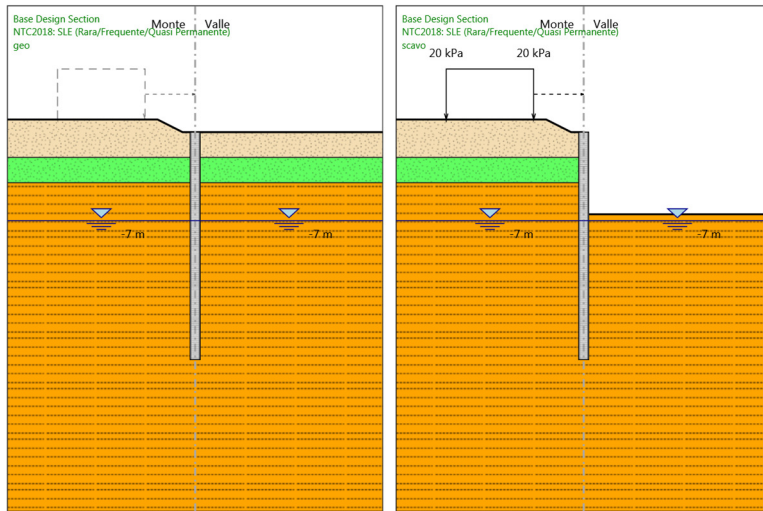 Base Design Section
Monte Valle
NTC2018: SLE (Rara/Frequente/Quasi Permanente)
geo
-7 m
-7 m
Base Design Section
Monte Valle
NTC2018: SLE (Rara/Frequente/Quasi Permanente)
scavo
20 kPa 20 kPa
-7 m
-7 m